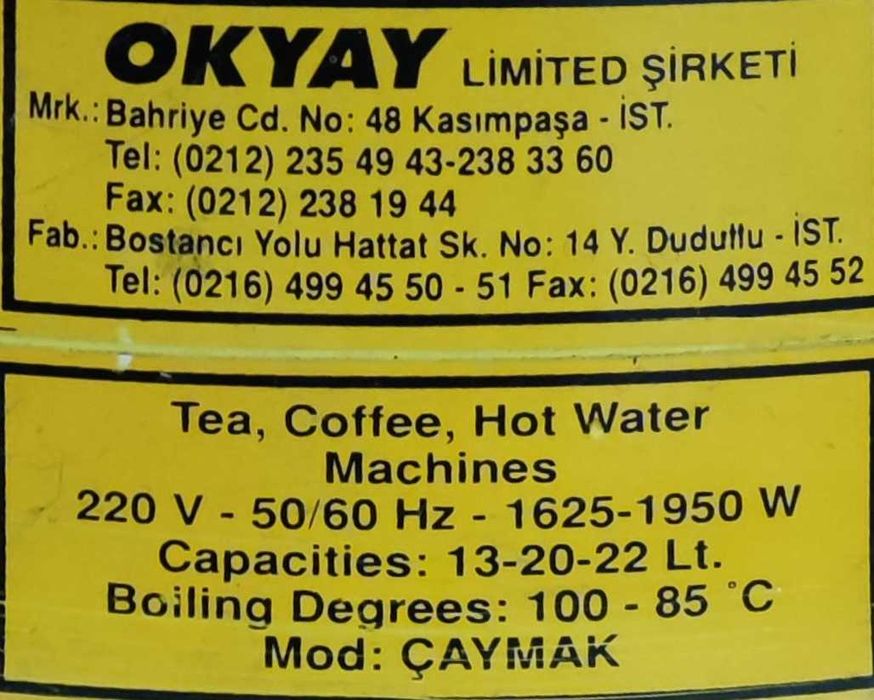 OKYAY LİMİTED ŞİRKETİ
Mrk.: Bahriye Cd. No: 48 Kasımpaşa - İST.
Tel: (0212) 235 49 43-238 33 60
Fax: (0212) 238 19 44
Fab.: Bostancı Yolu Hattat Sk. No: 14 Y. Dudullu - İST.
Tel: (0216) 499 45 50 - 51 Fax: (0216) 499 45 52
Tea, Coffee, Hot Water
Machines
220 V - 50/60 Hz - 1625-1950 W
Capacities: 13-20-22 Lt.
Boiling Degrees: 100 - 85 °C
Mod: ÇAYMAK